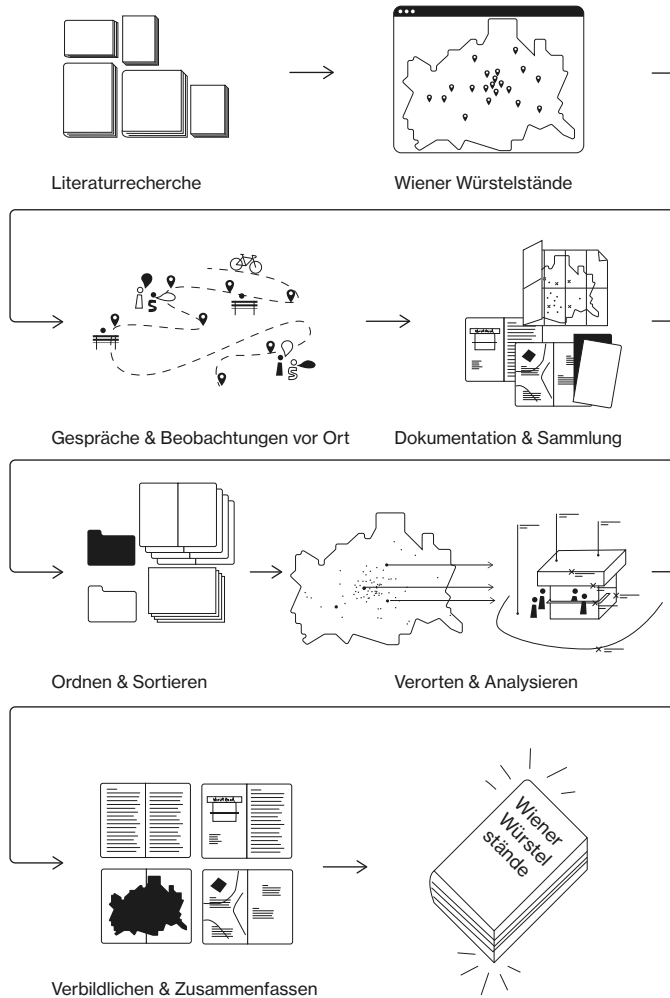 Literaturrecherche
Wiener Würstelstände
Gespräche & Beobachtungen vor Ort
Dokumentation & Sammlung
Ordnen & Sortieren
Verorten & Analysieren
Verbildlichen & Zusammenfassen
Wiener
Würstel
stände